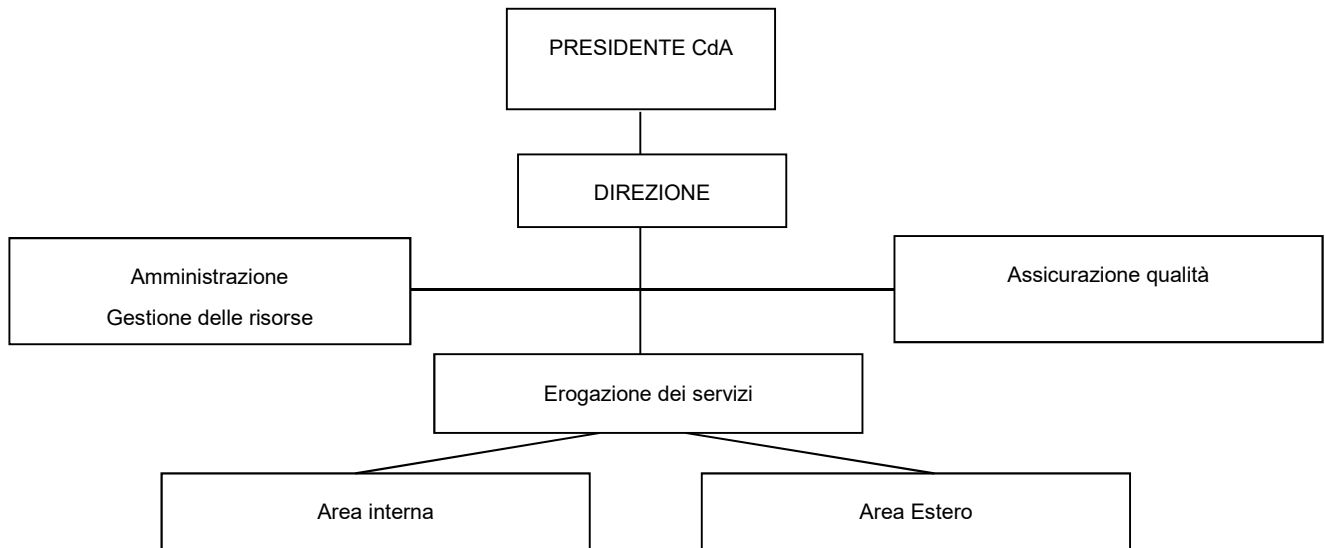 PRESIDENTE CdA
DIREZIONE
Amministrazione
Gestione delle risorse
Assicurazione qualità
Erogazione dei servizi
Area interna
Area Estero